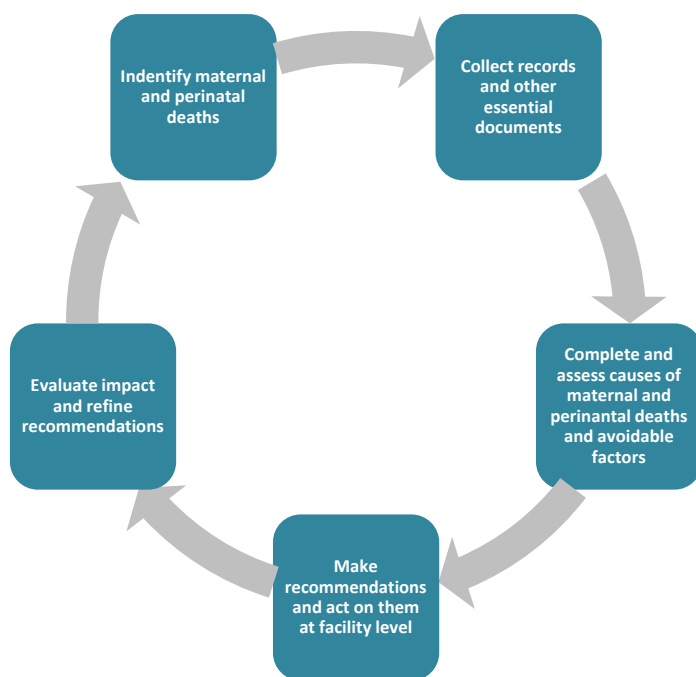 Indentify maternal
and perinatal
deaths
Collect records
and other
essential
documents
Complete and
assess causes of
maternal and
perinantal deaths
and avoidable
factors
Make
recommendations
and act on them
at facility level
Evaluate impact
and refine
recommendations